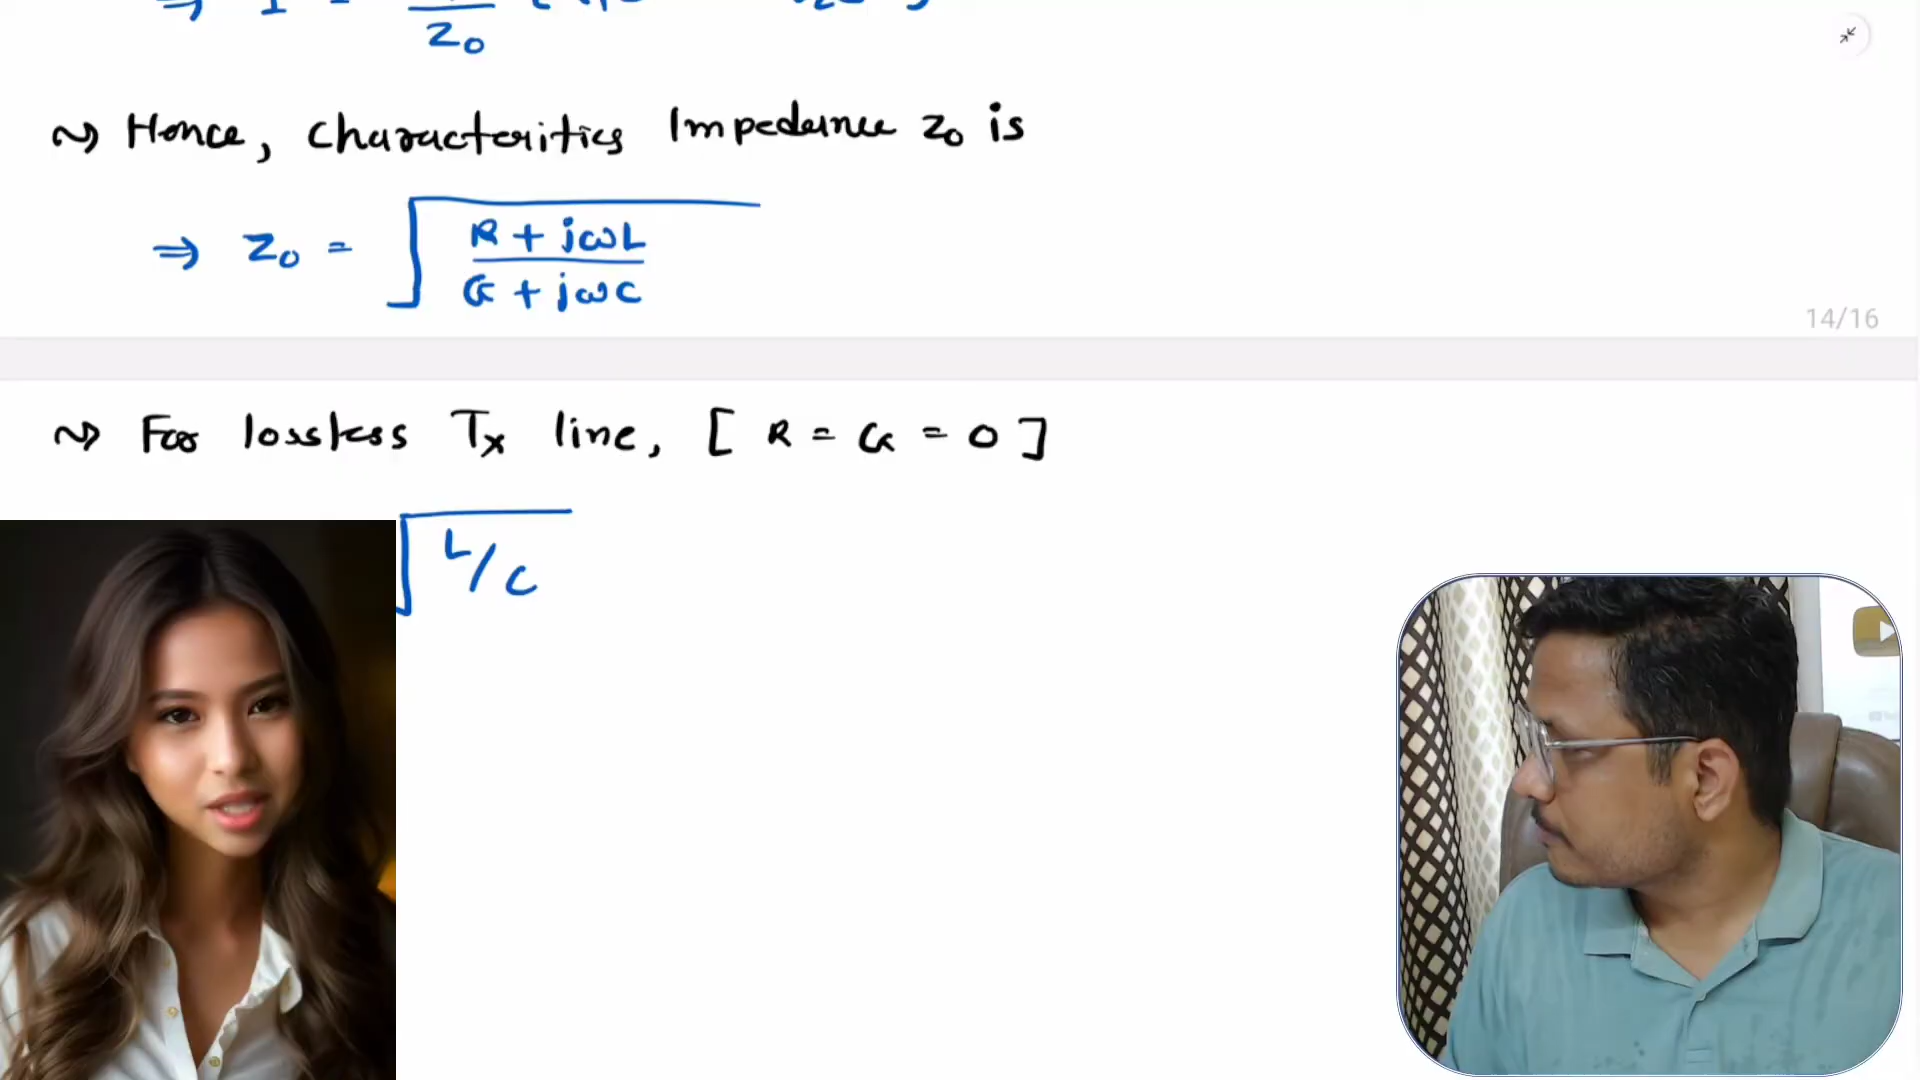 Z0
~> Hence, Characteritics Impedance Z0 is
⇒ Z0 = √((R + jωL)/(G + jωC))
14/16
~> For lossless Tx line, [ R = G = 0 ]
√(L/C)